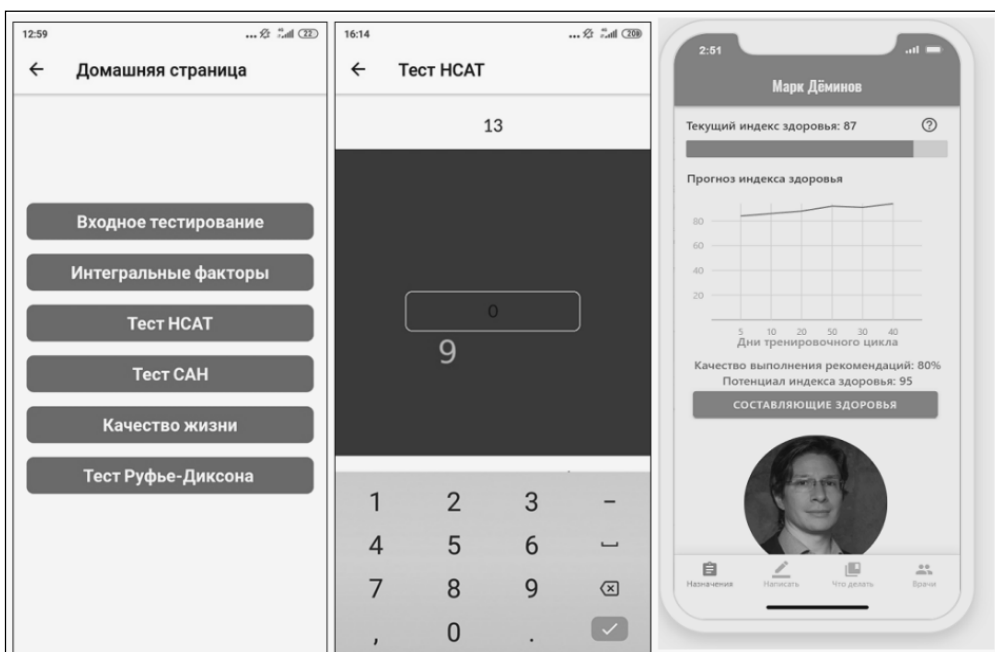 12:59
... 4G 22
Домашняя страница
Входное тестирование
Интегральные факторы
Тест НСАТ
Тест САН
Качество жизни
Тест Руфье-Диксона
16:14
... 4G
Тест НСАТ
13
0
9
1 2 3 –
4 5 6
7 8 9
, 0 .
2:51
Марк Дёминов
Текущий индекс здоровья: 87 ?
Прогноз индекса здоровья
80
60
40
20
5 10 20 50 30 40
Дни тренировочного цикла
Качество выполнения рекомендаций: 80%
Потенциал индекса здоровья: 95
СОСТАВЛЯЮЩИЕ ЗДОРОВЬЯ
Назначения Написать Что делать Врачи